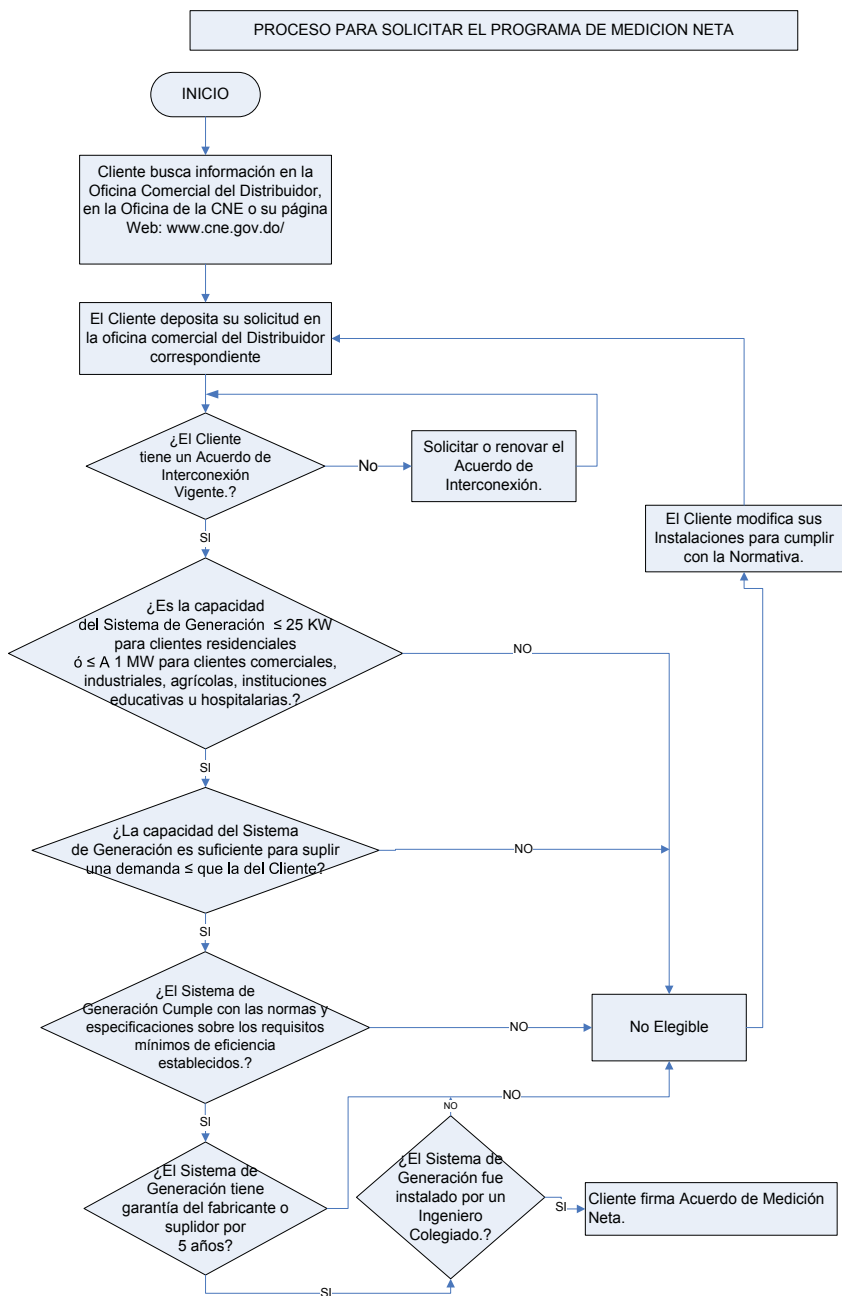 PROCESO PARA SOLICITAR EL PROGRAMA DE MEDICION NETA
INICIO
Cliente busca información en la
Oficina Comercial del Distribuidor,
en la Oficina de la CNE o su página
Web: www.cne.gov.do/
El Cliente deposita su solicitud en
la oficina comercial del Distribuidor
correspondiente
¿El Cliente
tiene un Acuerdo de
Interconexión
Vigente.?
No
Solicitar o renovar el
Acuerdo de
Interconexión.
El Cliente modifica sus
Instalaciones para cumplir
con la Normativa.
SI
¿Es la capacidad
del Sistema de Generación ≤ 25 KW
para clientes residenciales
ó ≤ A 1 MW para clientes comerciales,
industriales, agrícolas, instituciones
educativas u hospitalarias.?
NO
SI
¿La capacidad del Sistema
de Generación es suficiente para suplir
una demanda ≤ que la del Cliente?
NO
SI
¿El Sistema de
Generación Cumple con las normas y
especificaciones sobre los requisitos
mínimos de eficiencia
establecidos.?
NO
No Elegible
SI
NO
NO
¿El Sistema de
Generación tiene
garantía del fabricante o
suplidor por
5 años?
SI
¿El Sistema de
Generación fue
instalado por un
Ingeniero
Colegiado.?
SI
Cliente firma Acuerdo de Medición
Neta.